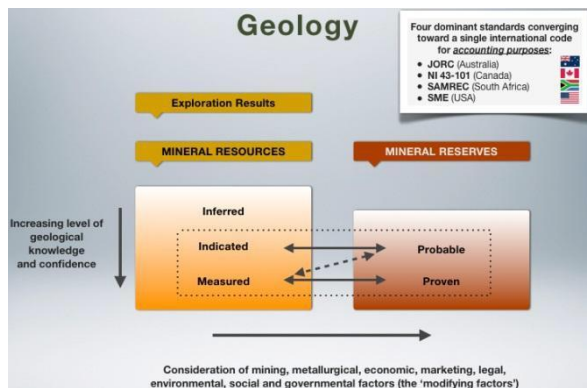 Geology
Four dominant standards converging
toward a single international code
for accounting purposes:
• JORC (Australia)
• NI 43-101 (Canada)
• SAMREC (South Africa)
• SME (USA)
Exploration Results
MINERAL RESOURCES
MINERAL RESERVES
Increasing level of
geological
knowledge
and confidence
Inferred
Indicated
Measured
Probable
Proven
Consideration of mining, metallurgical, economic, marketing, legal,
environmental, social and governmental factors (the ‘modifying factors’)